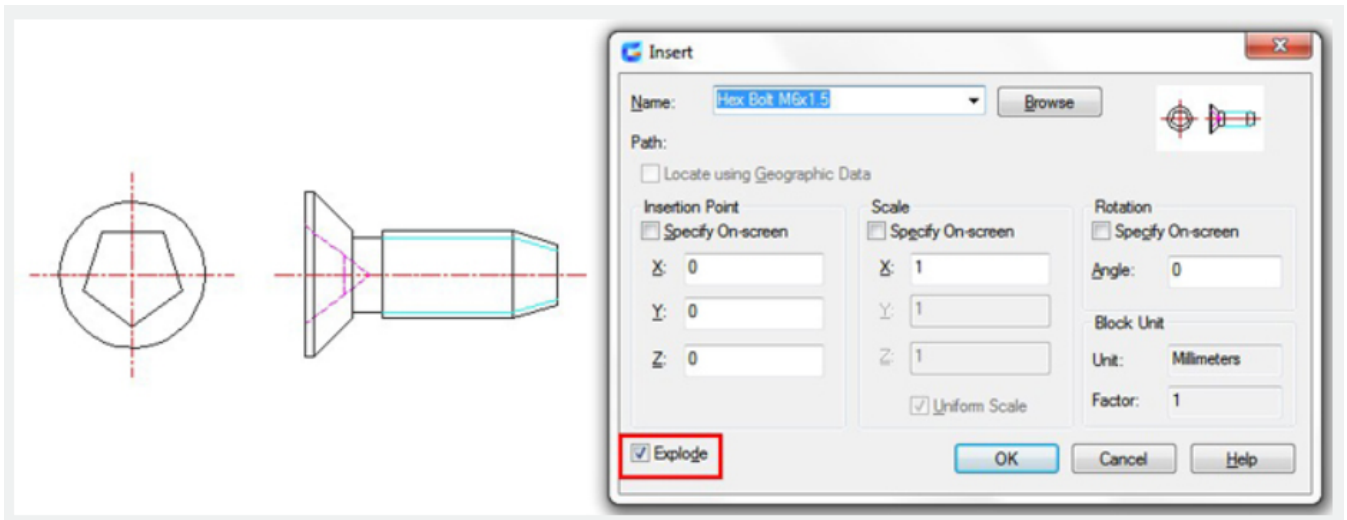 Insert
Name: Hex Bolt M6x1.5 Browse
Path:
Locate using Geographic Data
Insertion Point Scale Rotation
Specify On-screen Specify On-screen Specify On-screen
X: 0 X: 1 Angle: 0
Y: 0 Y: 1 Block Unit
Z: 0 Z: 1 Unit: Millimeters
Uniform Scale Factor: 1
Explode OK Cancel Help